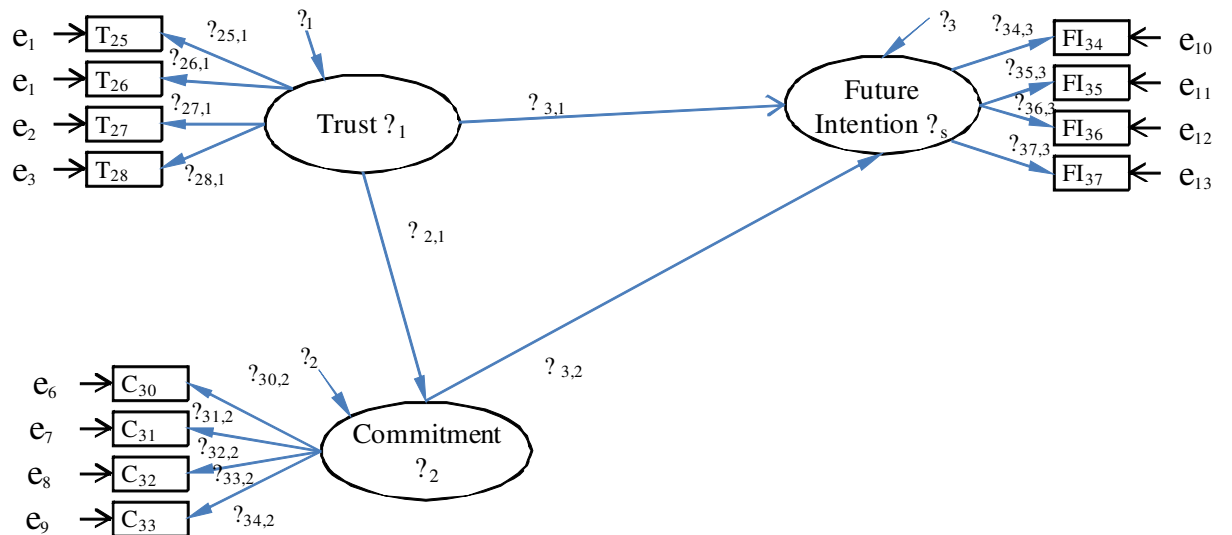 e1 T25 ?25,1 ?1
e1 T26 ?26,1
e2 T27 ?27,1
e3 T28 ?28,1
Trust ?1
? 3,1
?3
Future
Intention ?s
?34,3 FI34 e10
?35,3 FI35 e11
?36,3 FI36 e12
?37,3 FI37 e13
? 2,1
? 3,2
e6 C30 ?30,2 ?2
e7 C31 ?31,2
e8 C32 ?32,2
?33,2
e9 C33 ?34,2
Commitment
?2